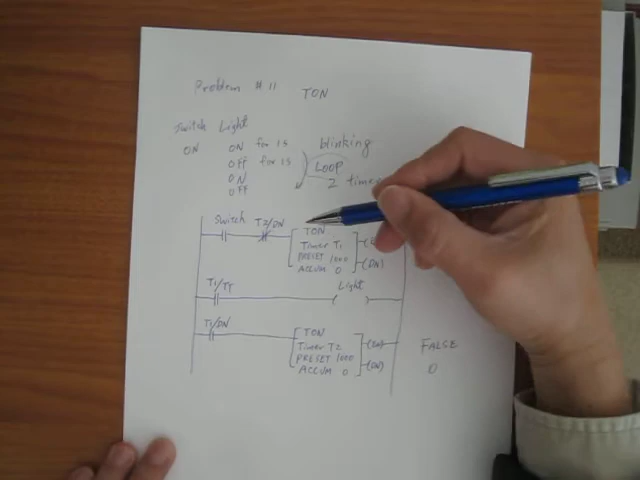 Problem #11 TON
Switch Light
ON ON for 1s blinking
OFF for 1s LOOP
ON 2 timer
OFF
Switch T2/DN
TON
Timer T1
PRESET 1000
ACCUM 0 (DN)
T1/TT Light
T1/DN
TON
Timer T2
PRESET 1000
ACCUM 0 (DN)
FALSE
0